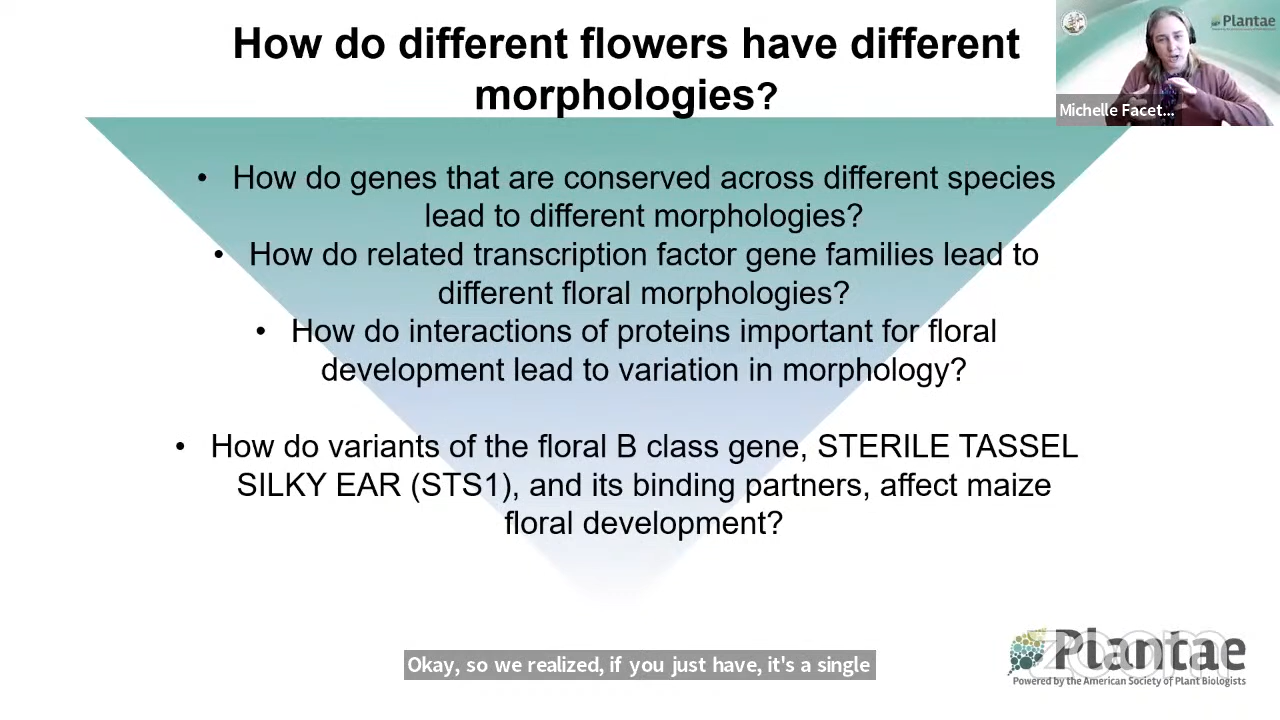 How do different flowers have different
morphologies?
Plantae
Michelle Facet...
• How do genes that are conserved across different species
lead to different morphologies?
• How do related transcription factor gene families lead to
different floral morphologies?
• How do interactions of proteins important for floral
development lead to variation in morphology?
• How do variants of the floral B class gene, STERILE TASSEL
SILKY EAR (STS1), and its binding partners, affect maize
floral development?
Okay, so we realized, if you just have, it's a single
Plantae
zoom
Powered by the American Society of Plant Biologists